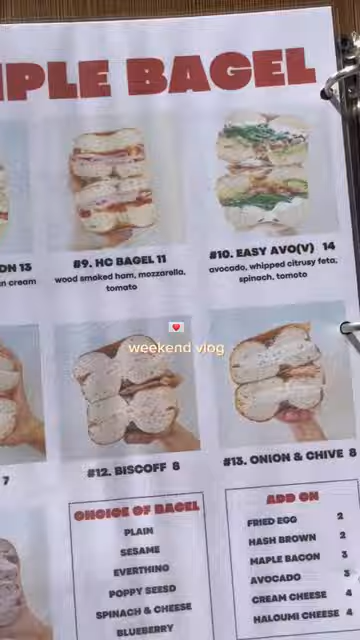 PLE BAGEL
ON 13
n cream
#9. HC BAGEL 11
wood smoked ham, mozzarella,
tomato
#10. EASY AVO(V) 14
avocado, whipped citrusy feta,
spinach, tomato
weekend vlog
7
#12. BISCOFF 8
#13. ONION & CHIVE 8
CHOICE OF BAGEL
PLAIN
SESAME
EVERTHING
POPPY SEESD
SPINACH & CHEESE
BLUEBERRY
ADD ON
FRIED EGG 2
HASH BROWN 2
MAPLE BACON 3
AVOCADO 3
CREAM CHEESE 4
HALOUMI CHEESE 4